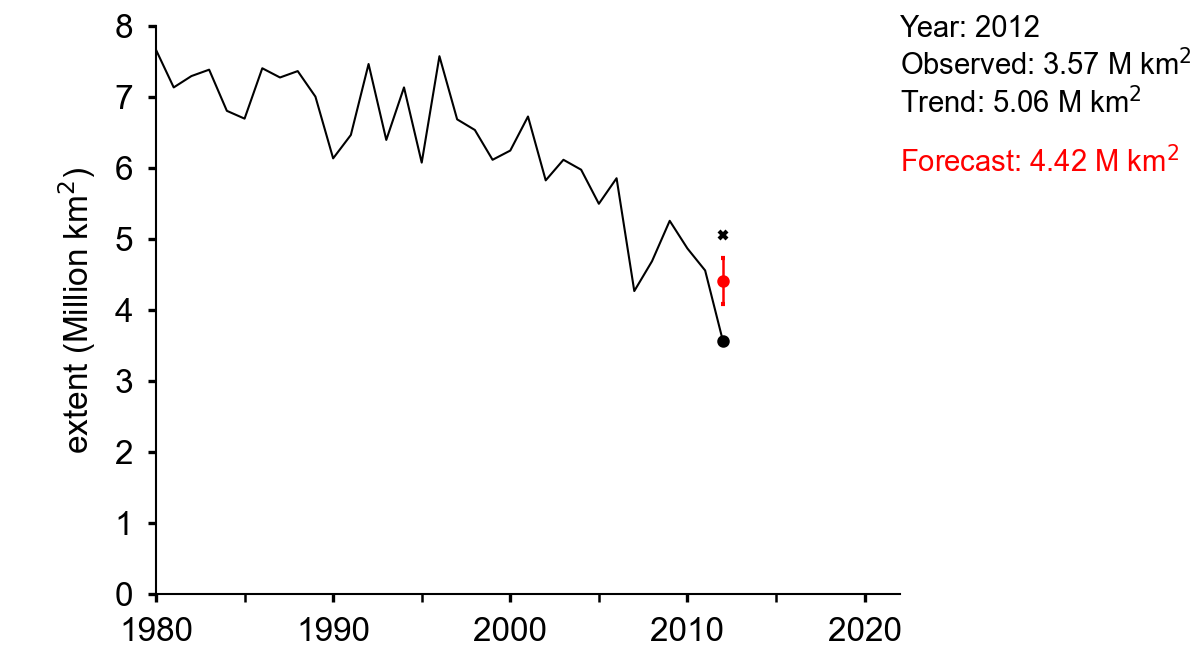 Year: 2012
Observed: 3.57 M km²
Trend: 5.06 M km²
Forecast: 4.42 M km²
extent (Million km²)
8
7
6
5
4
3
2
1
0
1980 1990 2000 2010 2020